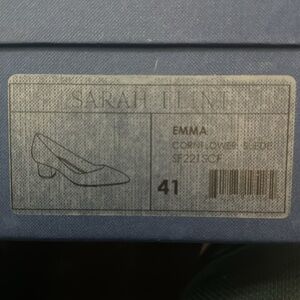 SARAH FLINT
EMMA
CORNFLOWER SUEDE
SF221SCF
41